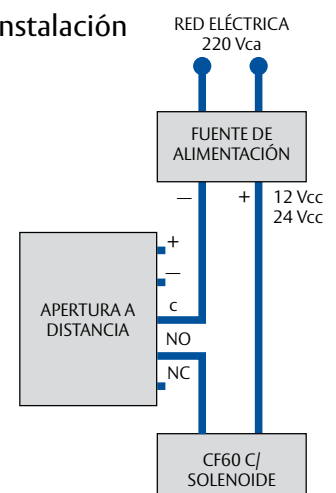 nstalación
RED ELÉCTRICA
220 Vca
FUENTE DE
ALIMENTACIÓN
—
+
12 Vcc
24 Vcc
+
—
c
APERTURA A
DISTANCIA
NO
NC
CF60 C/
SOLENOIDE